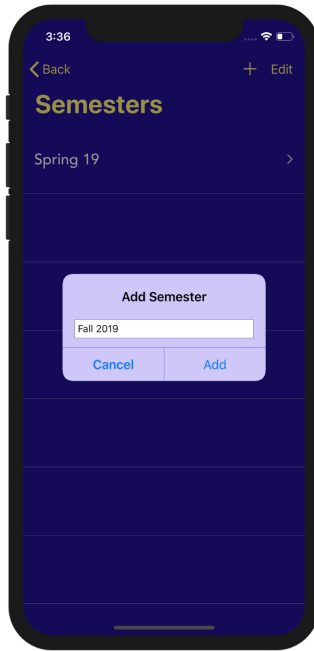 3:36
Back
+ Edit
Semesters
Spring 19
Add Semester
Fall 2019
Cancel Add